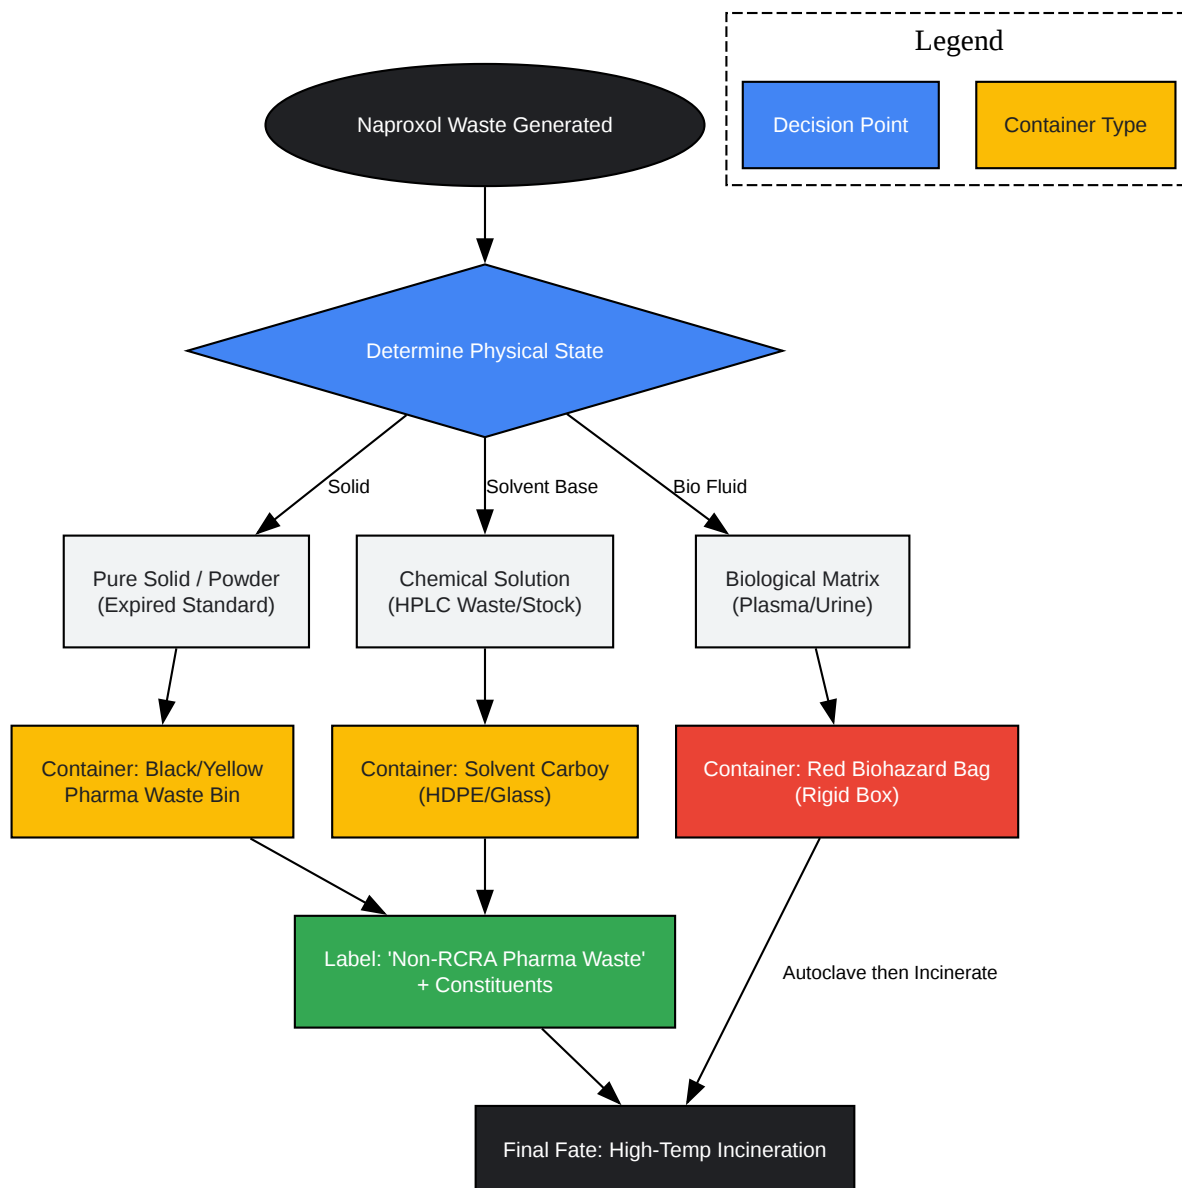 Legend
Decision Point
Container Type
Naproxol Waste Generated
Determine Physical State
Solid
Solvent Base
Bio Fluid
Pure Solid / Powder
(Expired Standard)
Chemical Solution
(HPLC Waste/Stock)
Biological Matrix
(Plasma/Urine)
Container: Black/Yellow
Pharma Waste Bin
Container: Solvent Carboy
(HDPE/Glass)
Container: Red Biohazard Bag
(Rigid Box)
Label: 'Non-RCRA Pharma Waste'
+ Constituents
Autoclave then Incinerate
Final Fate: High-Temp Incineration